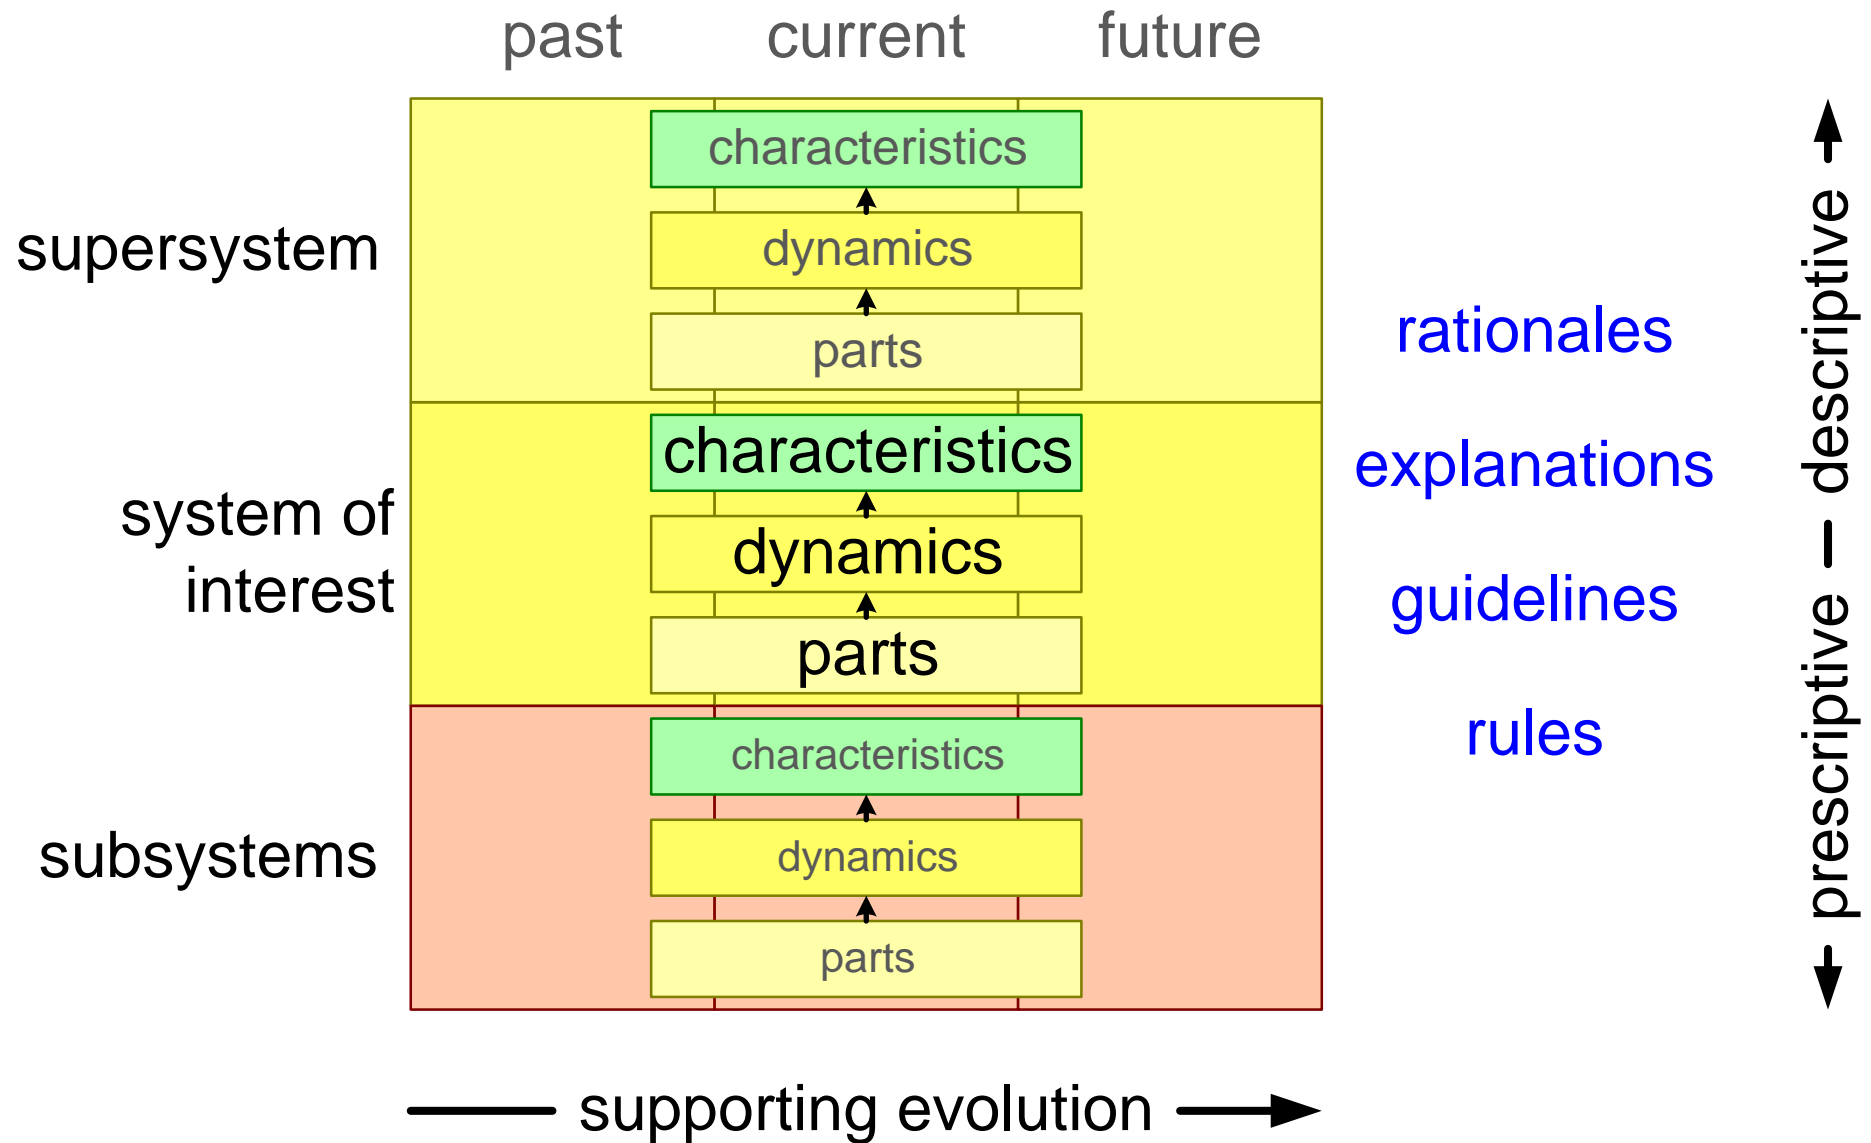 past current future
supersystem
characteristics
dynamics
parts
system of
interest
characteristics
dynamics
parts
subsystems
characteristics
dynamics
parts
rationales
explanations
guidelines
rules
prescriptive — descriptive
supporting evolution